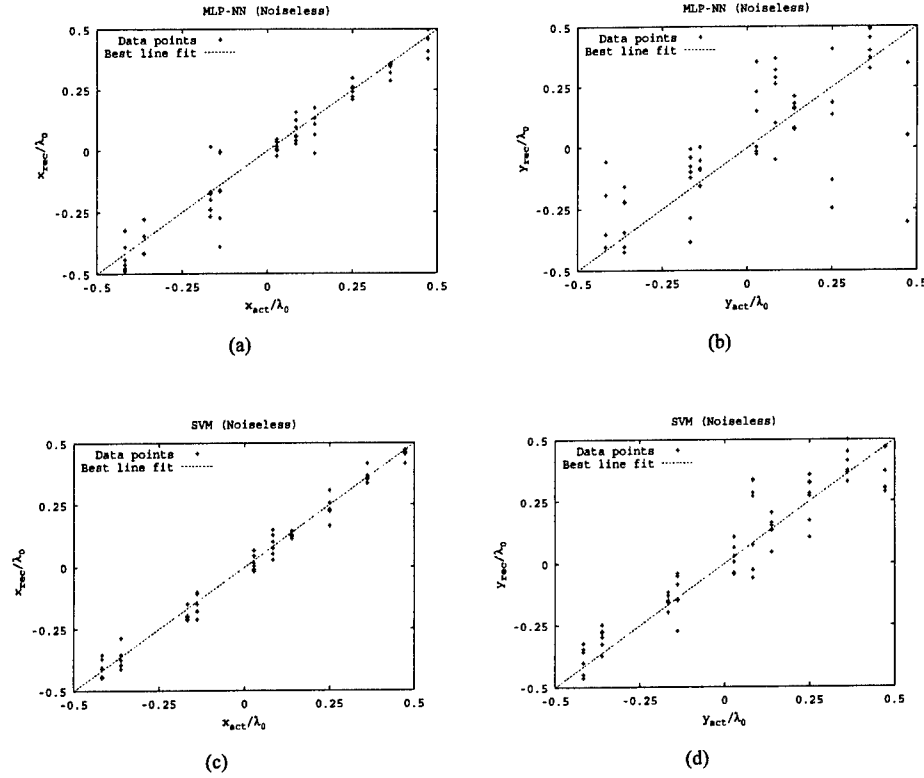 MLP-NN (Noiseless)
0.5
Data points
Best line fit
0.25
0
-0.25
-0.5
x_rec/λ_0
-0.5
-0.25
0
0.25
0.5
x_act/λ_0
(a)
MLP-NN (Noiseless)
0.5
Data points
Best line fit
0.25
0
-0.25
-0.5
y_rec/λ_0
-0.5
-0.25
0
0.25
0.5
y_act/λ_0
(b)
SVM (Noiseless)
0.5
Data points
Best line fit
0.25
0
-0.25
-0.5
x_rec/λ_0
-0.5
-0.25
0
0.25
0.5
x_act/λ_0
(c)
SVM (Noiseless)
0.5
Data points
Best line fit
0.25
0
-0.25
-0.5
y_rec/λ_0
-0.5
-0.25
0
0.25
0.5
y_act/λ_0
(d)